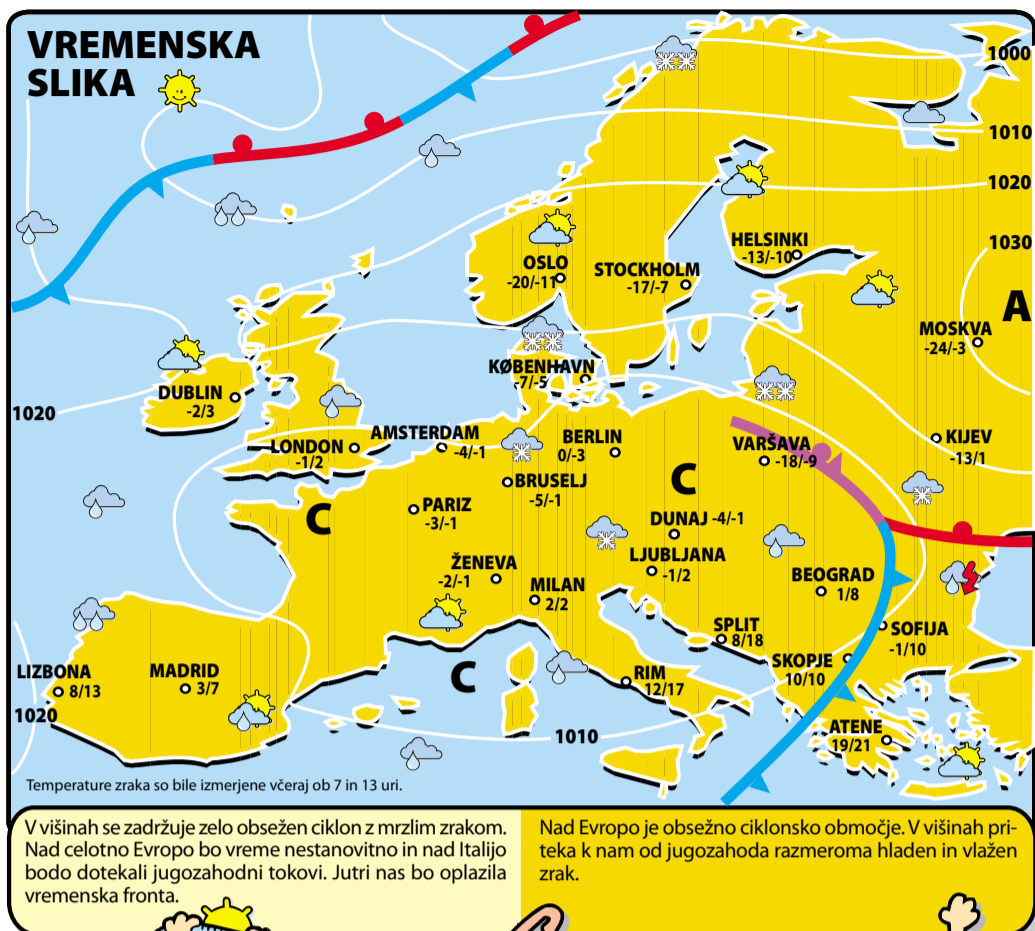 VREMENSKA
SLIKA
1000
1010
1020
1030
HELSINKI
-13/-10
OSLO
-20/-11
STOCKHOLM
-17/-7
A
MOSKVA
-24/-3
KØBENHAVN
-7/-5
DUBLIN
-2/3
1020
LONDON
-1/2
AMSTERDAM
-4/-1
BERLIN
0/-3
VARŠAVA
-18/-9
KIJEV
-13/1
BRUSELJ
-5/-1
C
C
PARIZ
-3/-1
DUNAJ -4/-1
LJUBLJANA
-1/2
ŽENEVA
-2/-1
MILAN
2/2
BEOGRAD
1/8
SPLIT
8/18
SOFIJA
-1/10
SKOPJE
10/10
LIZBONA
8/13
MADRID
3/7
C
RIM
12/17
1020
1010
ATENE
19/21
Temperature zraka so bile izmerjene včeraj ob 7 in 13 uri.
V višinah se zadržuje zelo obsežen ciklon z mrzlim zrakom.
Nad celotno Evropo bo vreme nestanovitno in nad Italijo
bodo dotekali jugozahodni tokovi. Jutri nas bo oplazila
vremenska fronta.
Nad Evropo je obsežno ciklonsko območje. V višinah pri-
teka k nam od jugozahoda razmeroma hladen in vlažen
zrak.